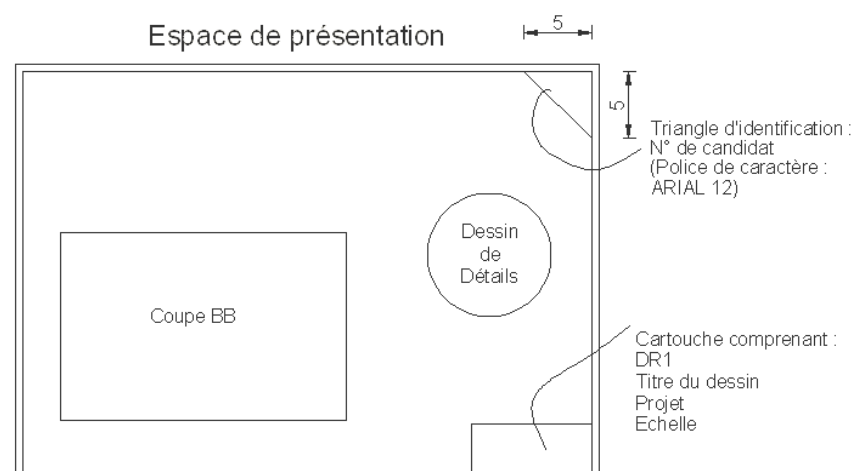 Espace de présentation
5
5
Triangle d'identification :
N° de candidat
(Police de caractère :
ARIAL 12)
Dessin
de
Détails
Coupe BB
Cartouche comprenant :
DR1
Titre du dessin
Projet
Echelle